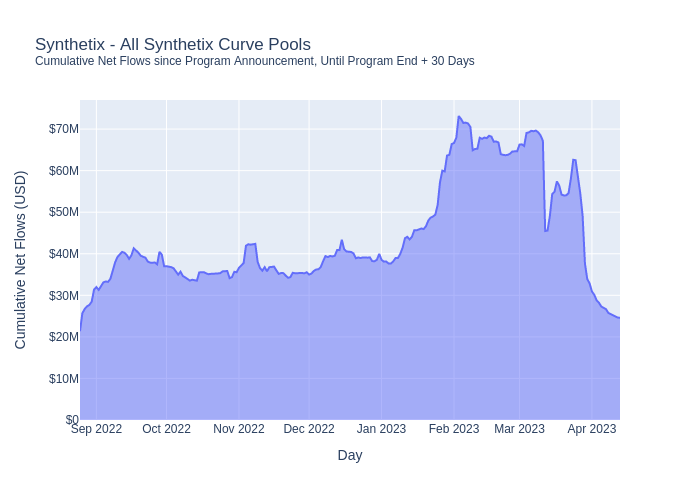 Synthetix - All Synthetix Curve Pools
Cumulative Net Flows since Program Announcement, Until Program End + 30 Days
Cumulative Net Flows (USD)
$70M
$60M
$50M
$40M
$30M
$20M
$10M
$0
Sep 2022 Oct 2022 Nov 2022 Dec 2022 Jan 2023 Feb 2023 Mar 2023 Apr 2023
Day